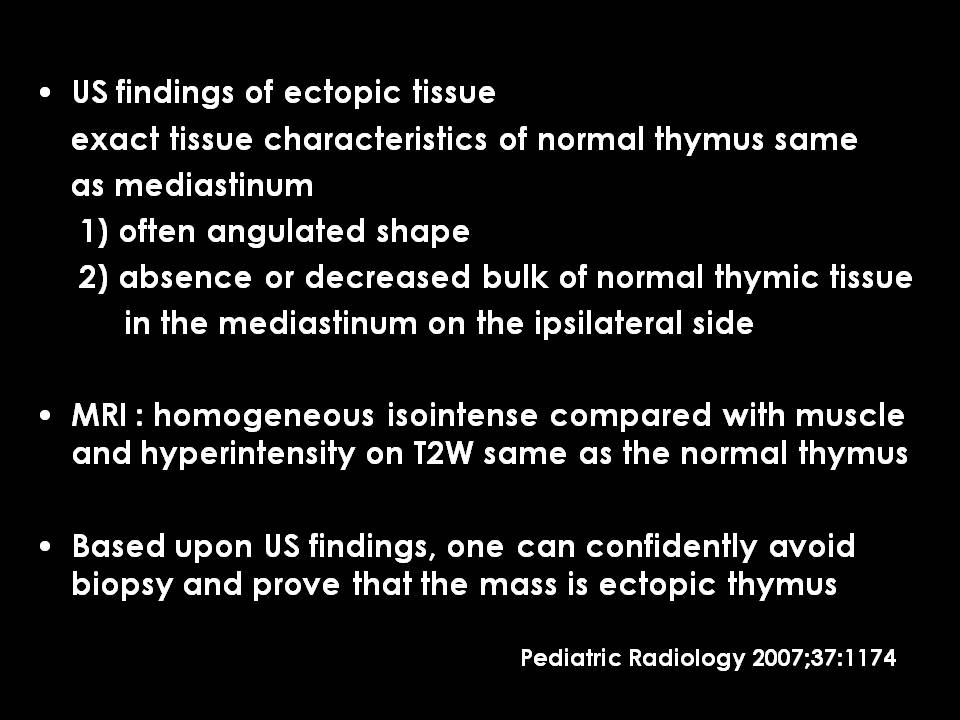 • US findings of ectopic tissue
exact tissue characteristics of normal thymus same
as mediastinum
1) often angulated shape
2) absence or decreased bulk of normal thymic tissue
in the mediastinum on the ipsilateral side
• MRI : homogeneous isointense compared with muscle
and hyperintensity on T2W same as the normal thymus
• Based upon US findings, one can confidently avoid
biopsy and prove that the mass is ectopic thymus
Pediatric Radiology 2007;37:1174